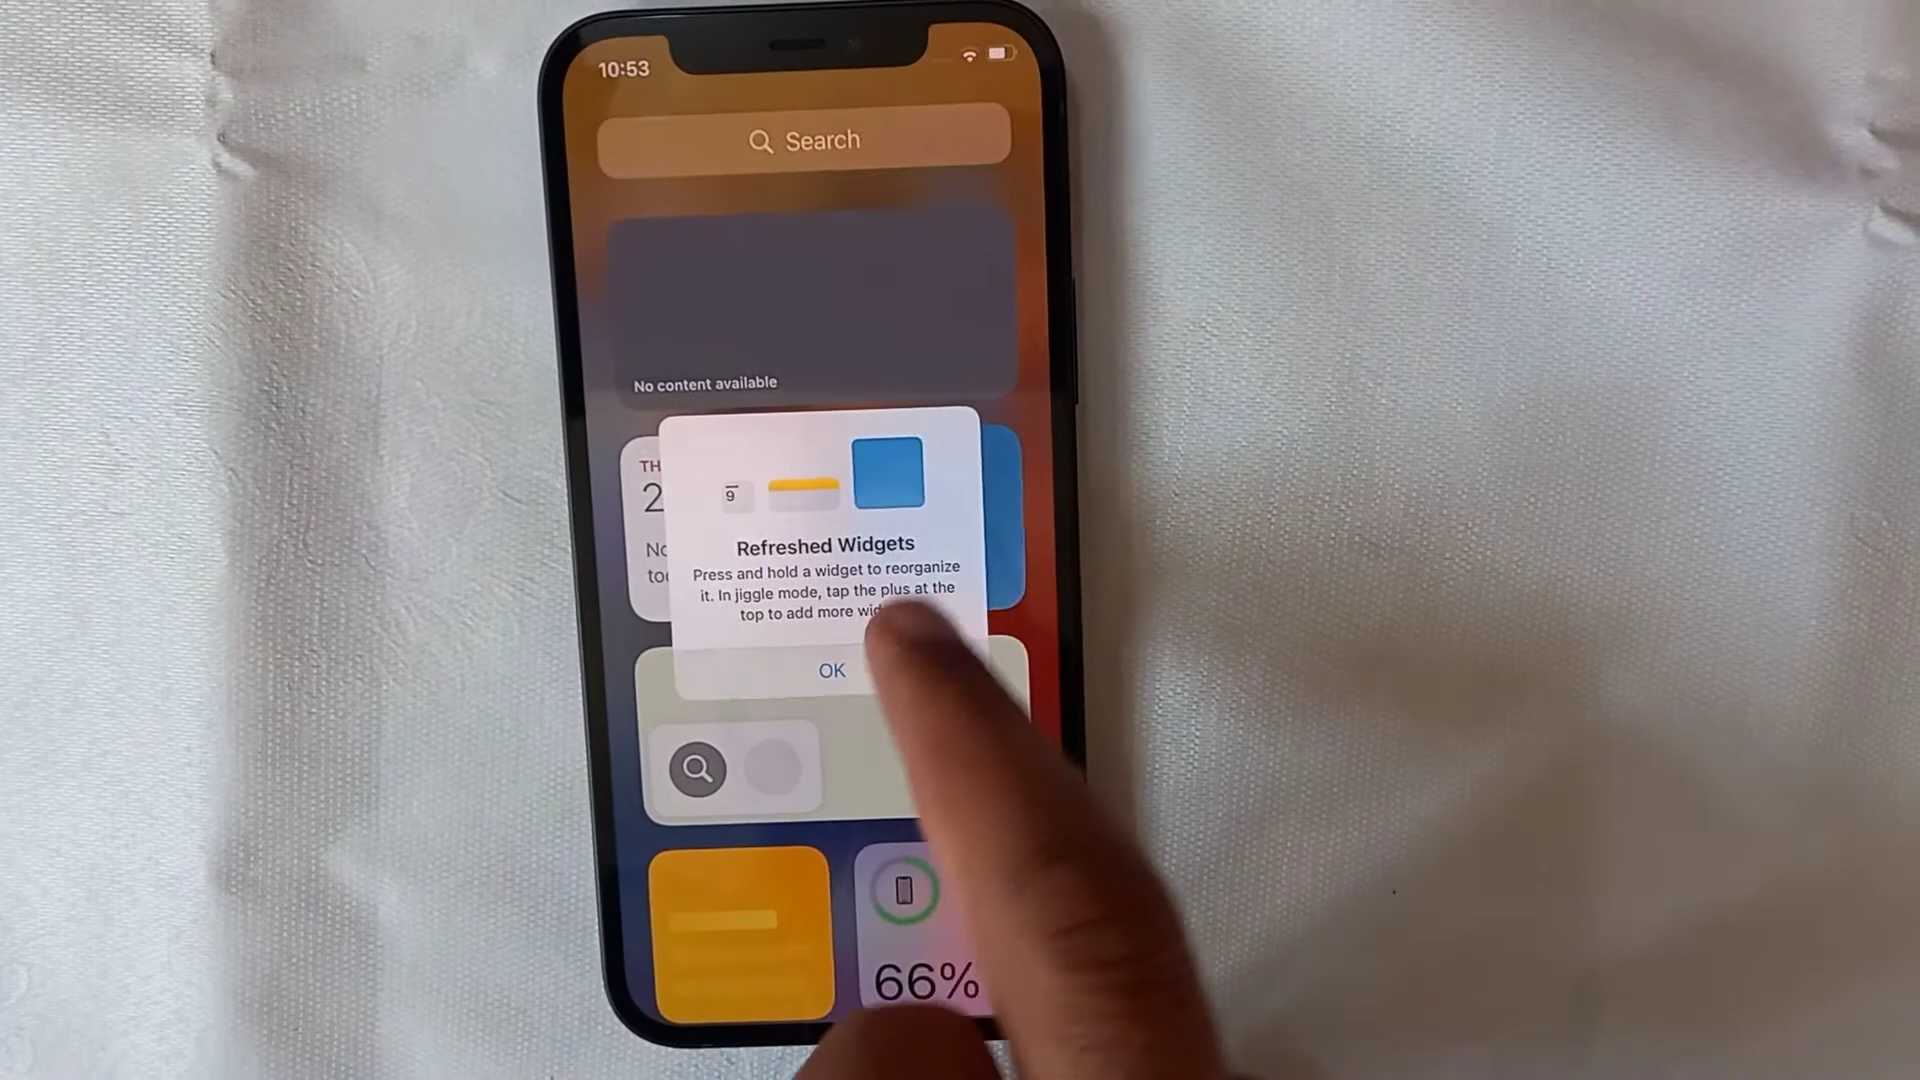 10:53
Search
No content available
TH
2
No
9
Refreshed Widgets
Press and hold a widget to reorganize
it. In jiggle mode, tap the plus at the
top to add more
OK
66%